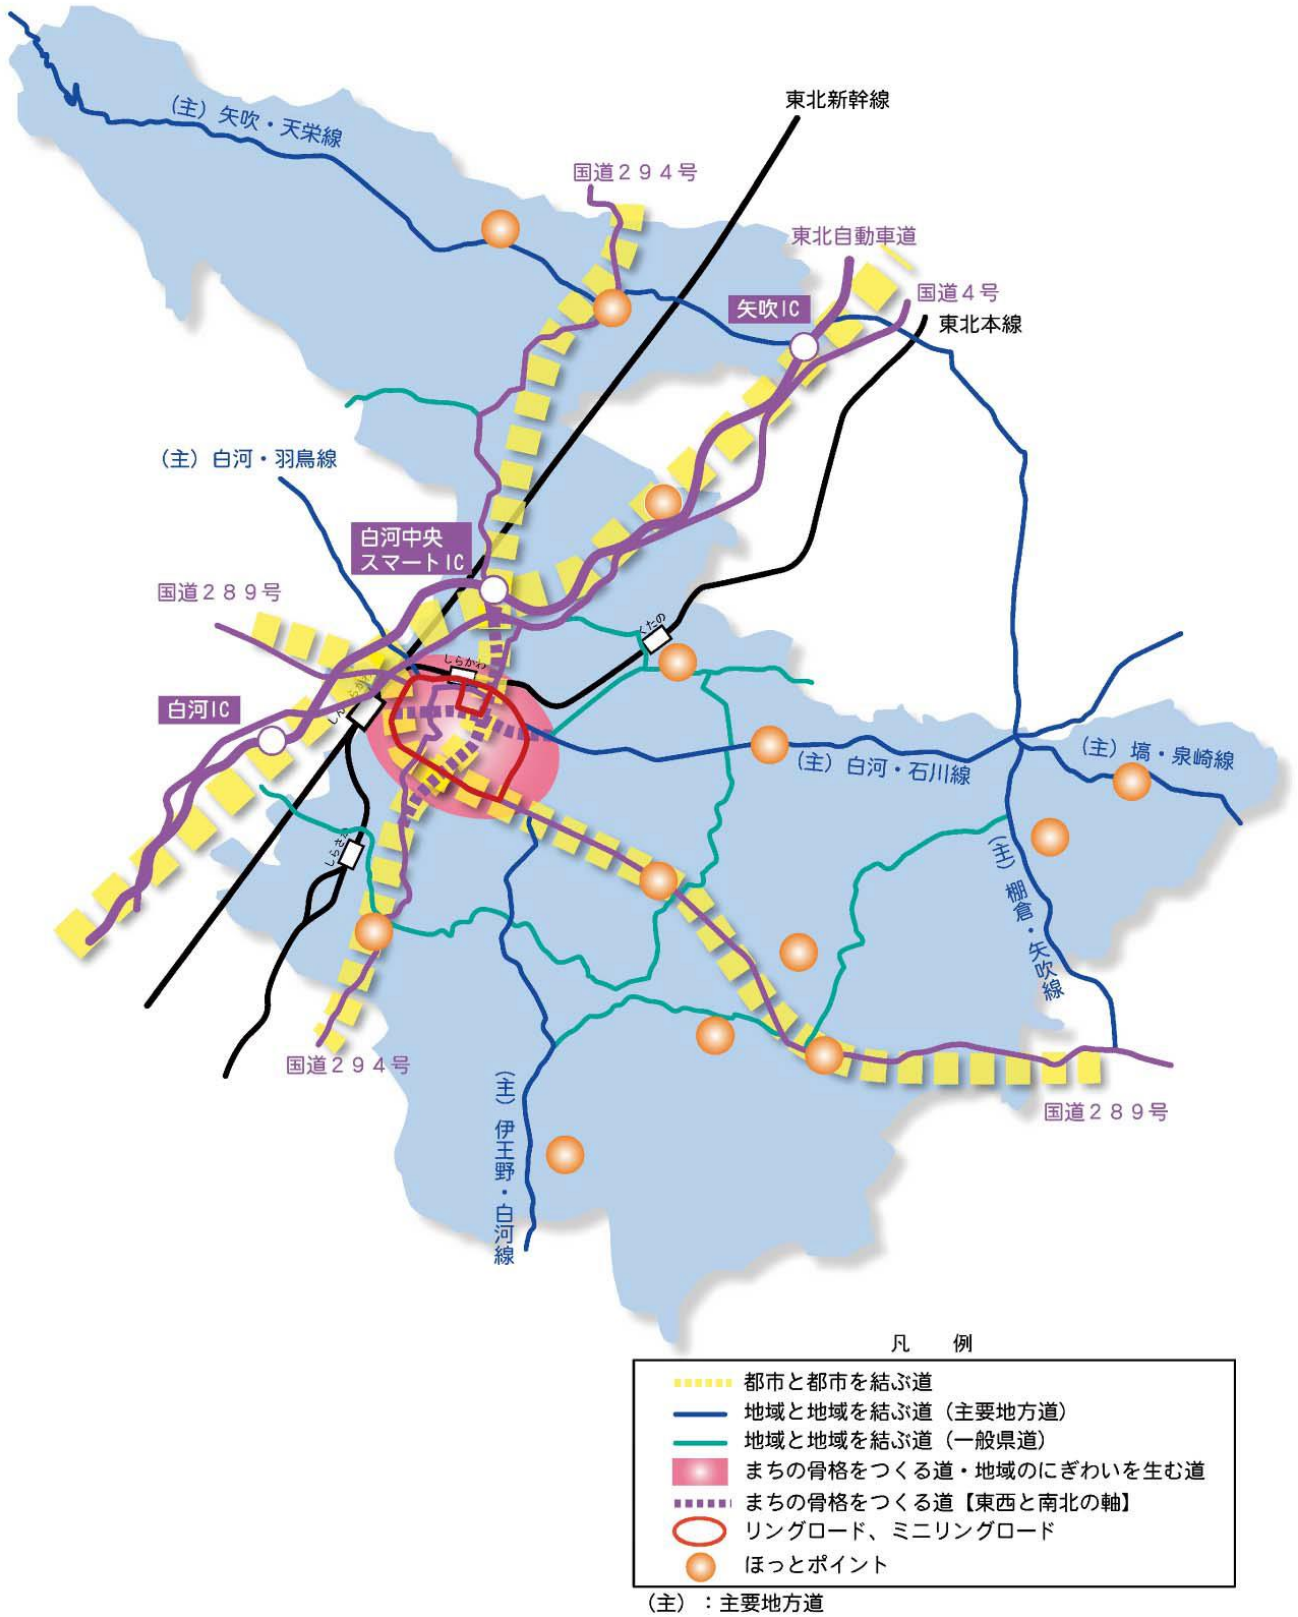 東北新幹線
(主)矢吹・天栄線
国道294号
東北自動車道
国道4号
矢吹IC
東北本線
(主)白河・羽鳥線
白河中央
スマートIC
国道289号
くたの
しらかわ
白河IC
(主)塙・泉崎線
(主)白河・石川線
しらさか
(主)棚倉・矢吹線
国道294号
国道289号
(主)伊王野・白河線
凡 例
都市と都市を結ぶ道
地域と地域を結ぶ道(主要地方道)
地域と地域を結ぶ道(一般県道)
まちの骨格をつくる道・地域のにぎわいを生む道
まちの骨格をつくる道【東西と南北の軸】
リングロード、ミニリングロード
ほっとポイント
(主):主要地方道